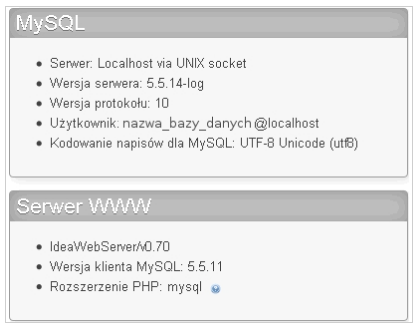 MySQL
Serwer: Localhost via UNIX socket
Wersja serwera: 5.5.14-log
Wersja protokołu: 10
Użytkownik: nazwa_bazy_danych@localhost
Kodowanie napisów dla MySQL: UTF-8 Unicode (utf8)
Serwer WWW
IdeaWebServer/v0.70
Wersja klienta MySQL: 5.5.11
Rozszerzenie PHP: mysql